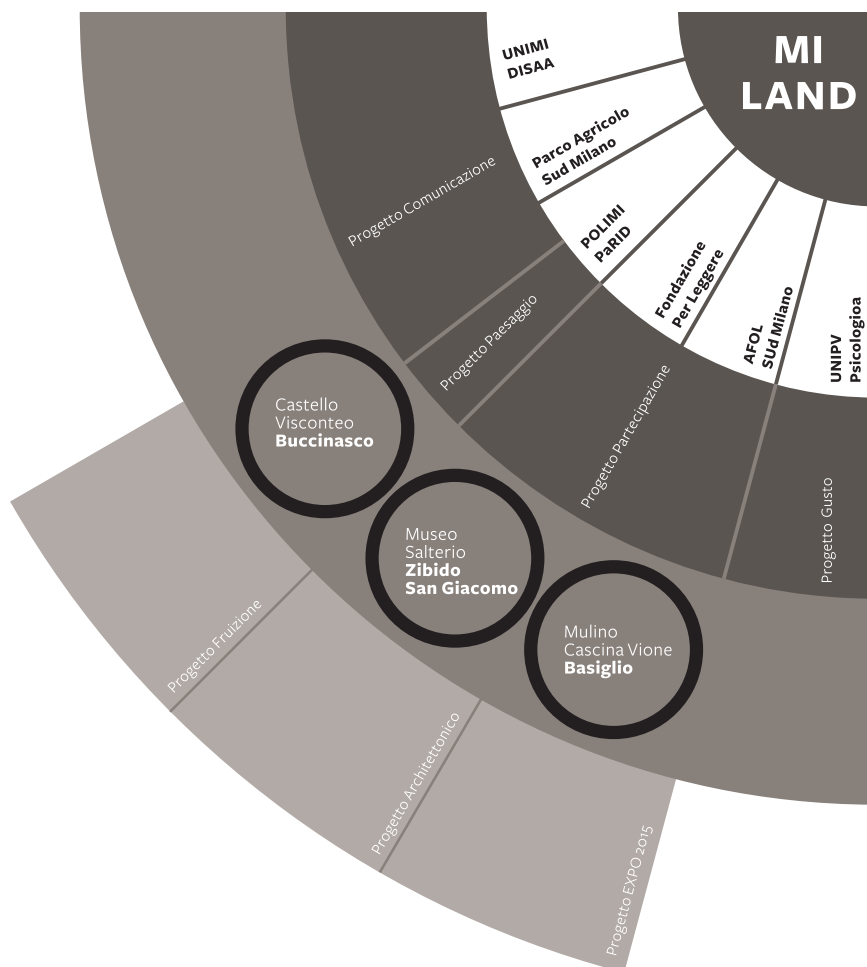 MI
LAND
UNIMI
DISAA
Parco Agricolo
Sud Milano
POLIMI
PaRID
Fondazione
Per Leggere
AFOL
SUd Milano
UNIPV
Psicologioa
Progetto Comunicazione
Progetto Paesaggio
Progetto Partecipazione
Progetto Gusto
Castello
Visconteo
Buccinasco
Museo
Salterio
Zibido
San Giacomo
Mulino
Cascina Vione
Basiglio
Progetto Fruizione
Progetto Architettonico
Progetto EXPO 2015